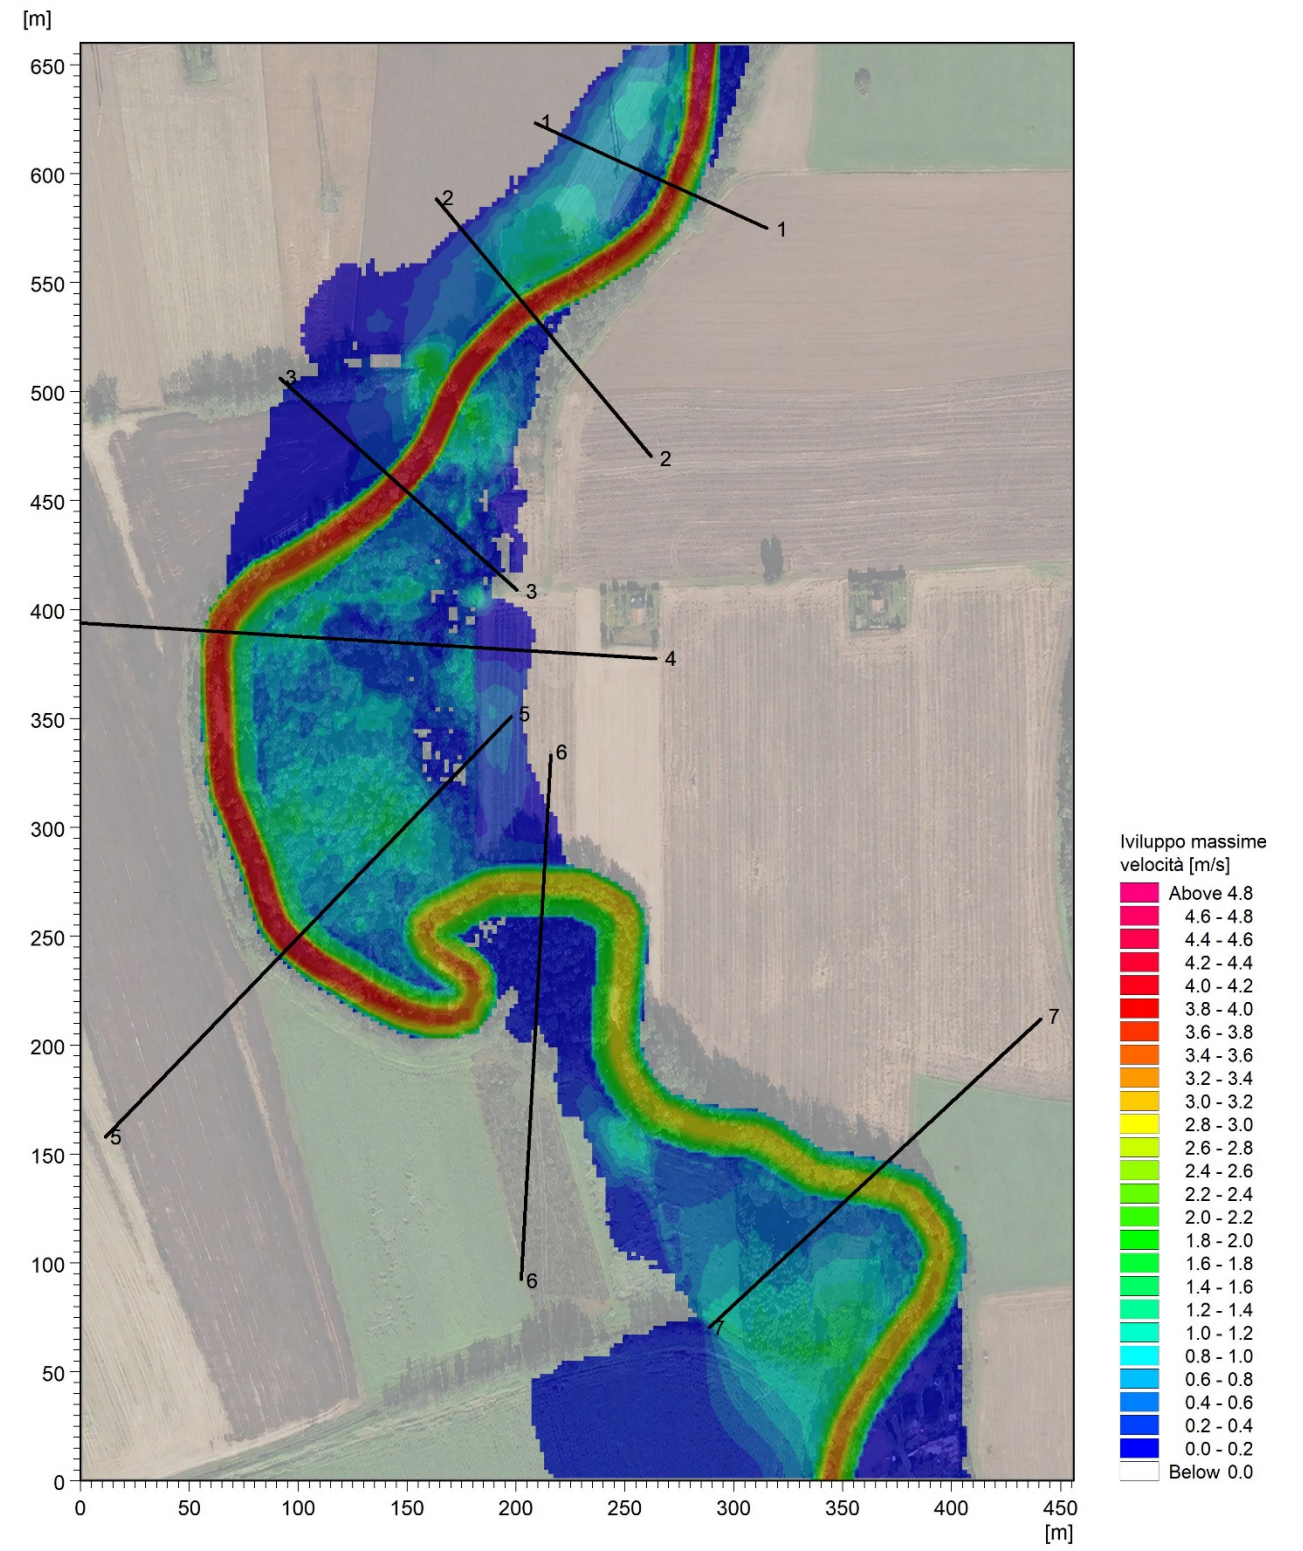 [m]
650
600
550
500
450
400
350
300
250
200
150
100
50
0
0 50 100 150 200 250 300 350 400 450
[m]
1
1
2
2
3
3
4
5
5
6
6
7
7
Iviluppo massime
velocità [m/s]
Above 4.8
4.6 - 4.8
4.4 - 4.6
4.2 - 4.4
4.0 - 4.2
3.8 - 4.0
3.6 - 3.8
3.4 - 3.6
3.2 - 3.4
3.0 - 3.2
2.8 - 3.0
2.6 - 2.8
2.4 - 2.6
2.2 - 2.4
2.0 - 2.2
1.8 - 2.0
1.6 - 1.8
1.4 - 1.6
1.2 - 1.4
1.0 - 1.2
0.8 - 1.0
0.6 - 0.8
0.4 - 0.6
0.2 - 0.4
0.0 - 0.2
Below 0.0